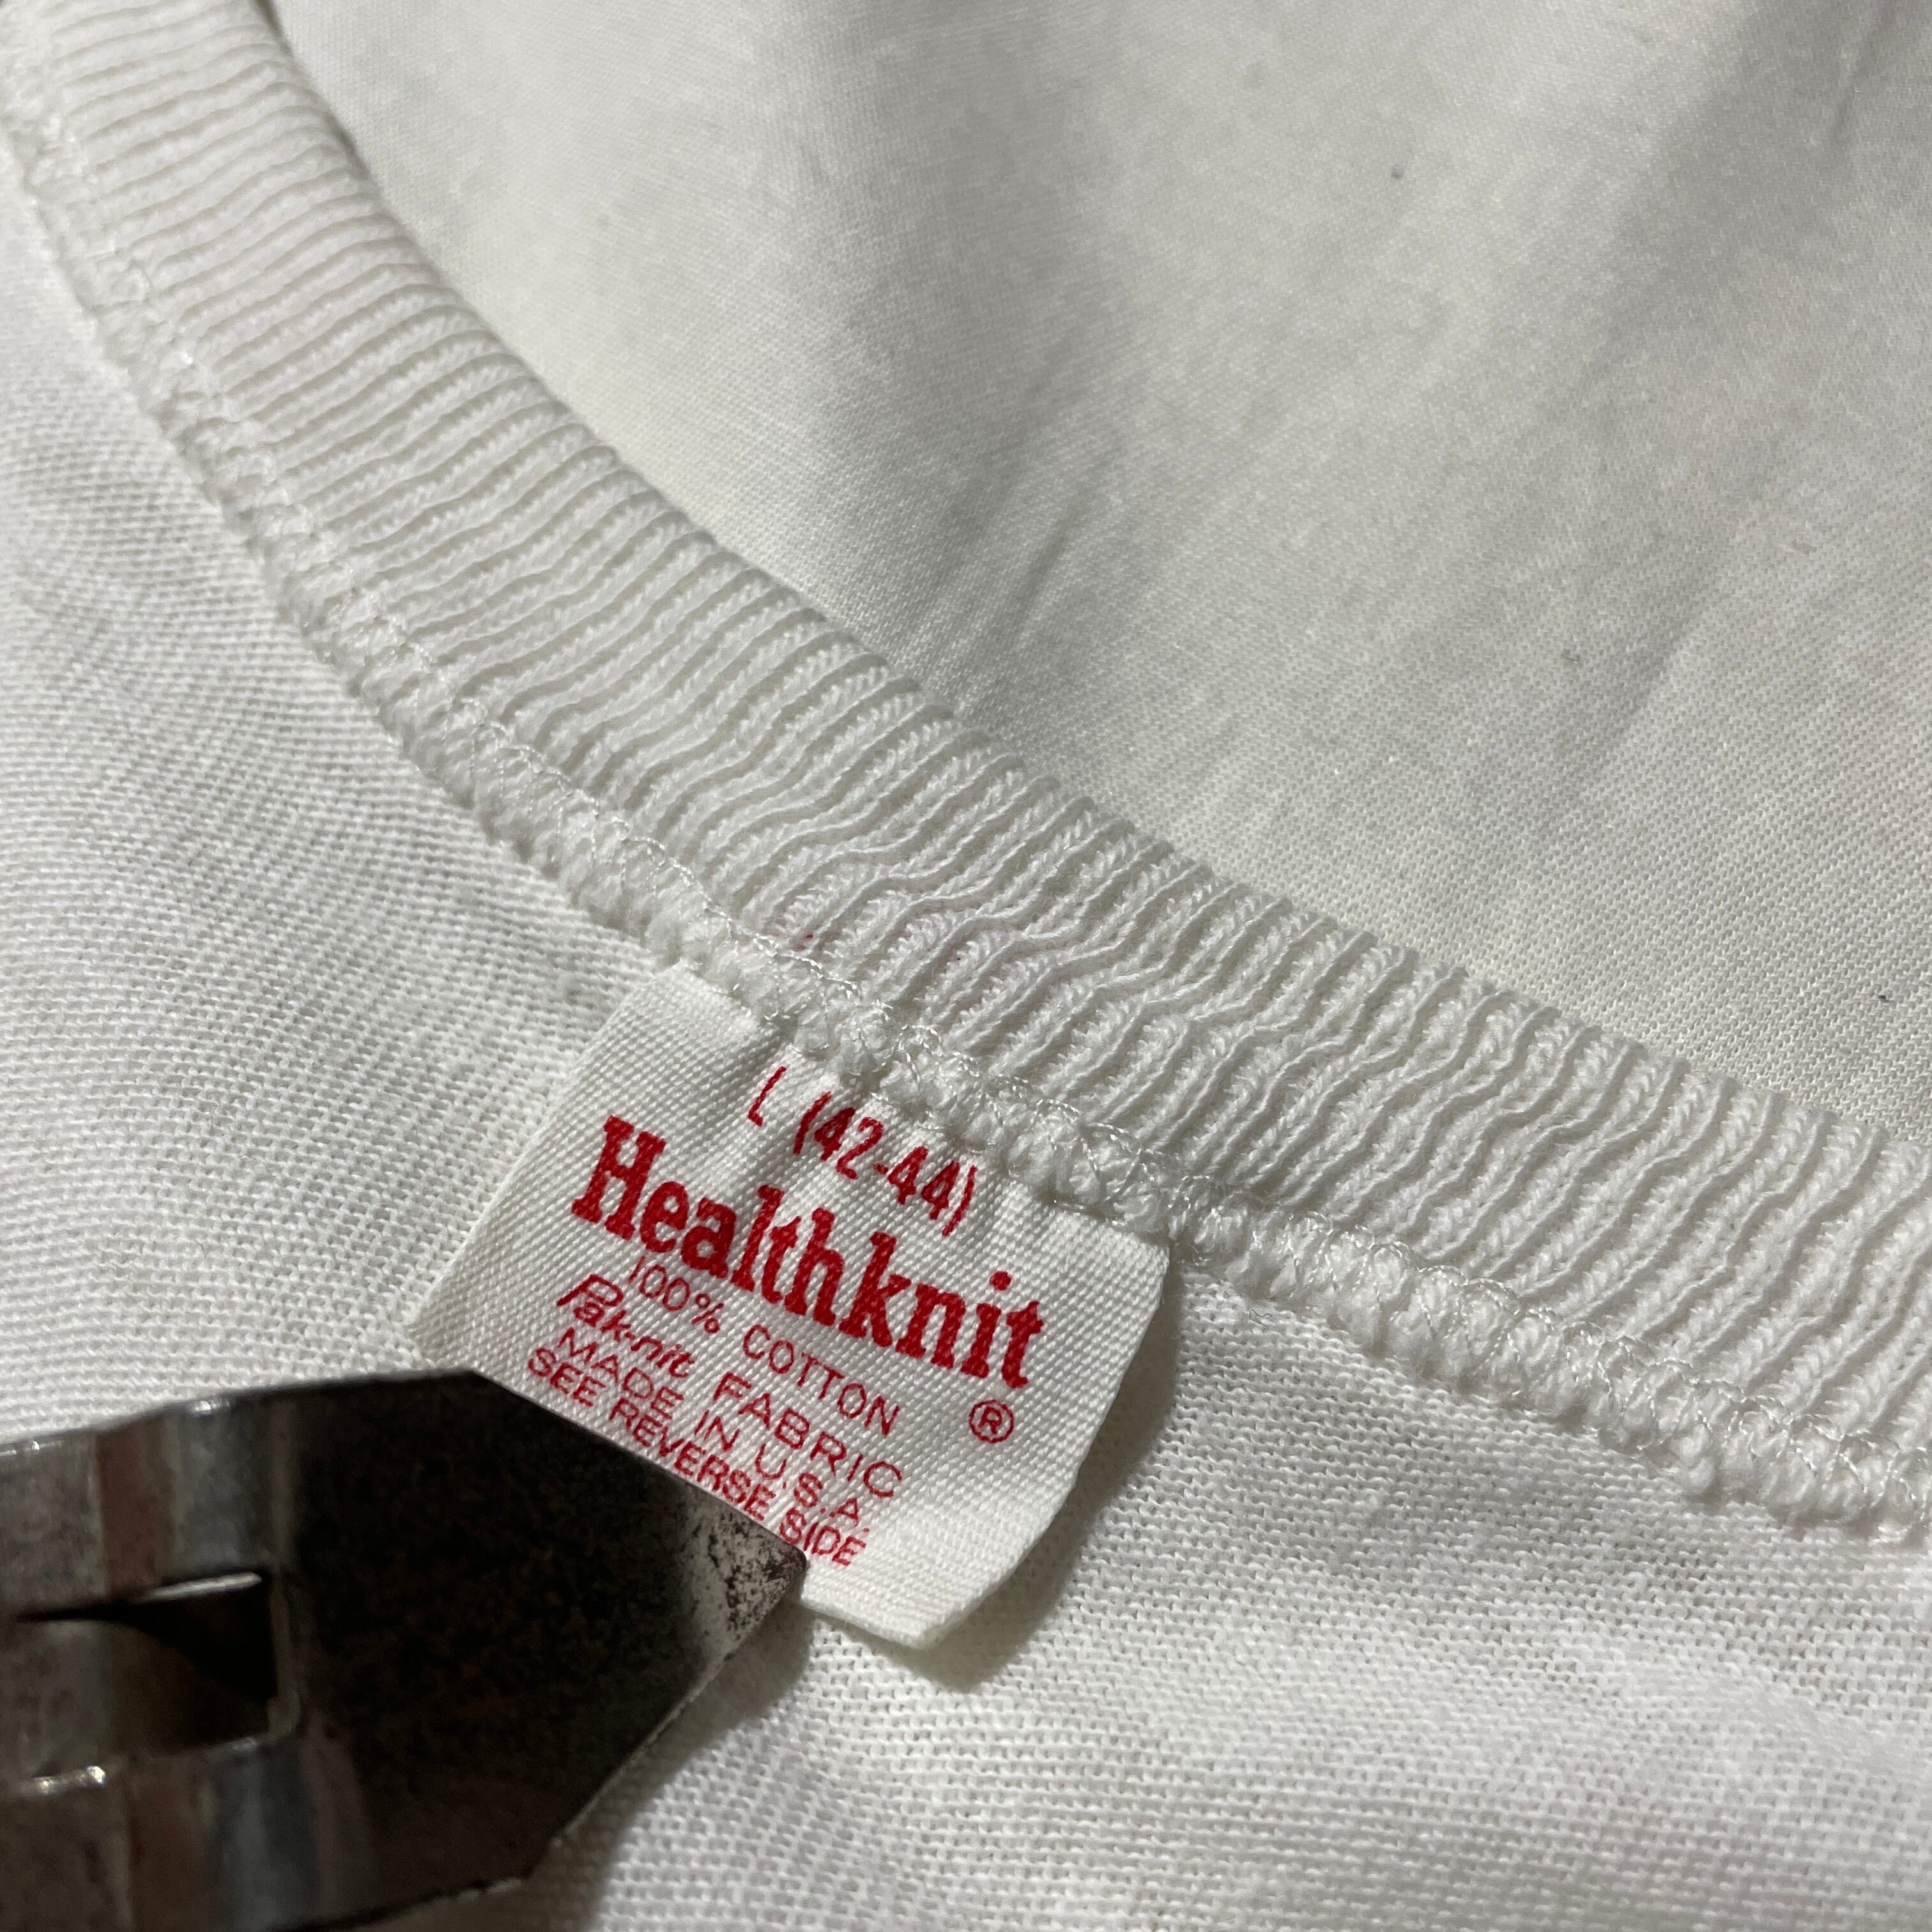 L (42-44)
Healthknit ®
100% COTTON
Pak-nit FABRIC
MADE IN U.S.A.
SEE REVERSE SIDE